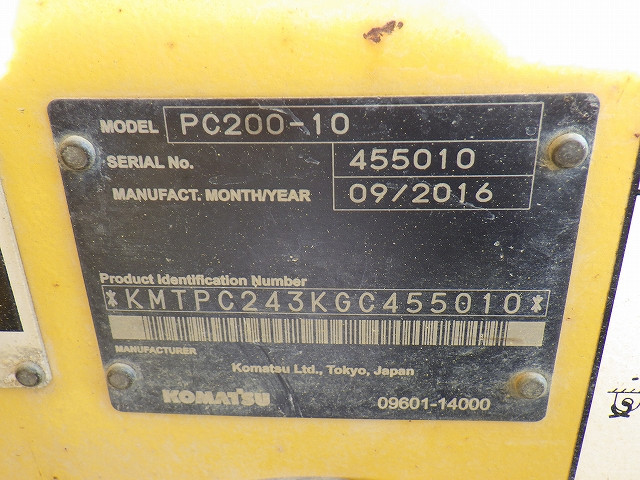 MODEL PC200-10
SERIAL No. 455010
MANUFACT. MONTH/YEAR 09/2016
Product Identification Number
*KMTPC243KGC455010*
MANUFACTURER
Komatsu Ltd., Tokyo, Japan
KOMATSU 09601-14000